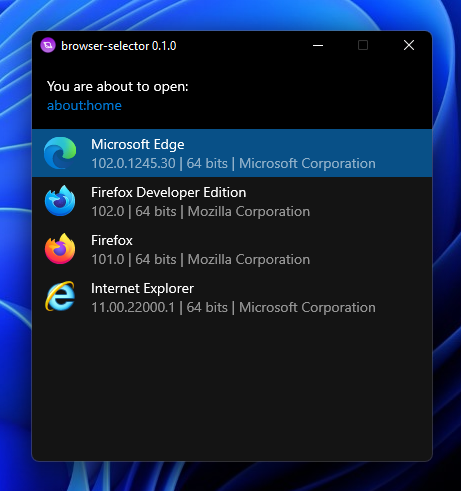 browser-selector 0.1.0
You are about to open:
about:home
Microsoft Edge
102.0.1245.30 | 64 bits | Microsoft Corporation
Firefox Developer Edition
102.0 | 64 bits | Mozilla Corporation
Firefox
101.0 | 64 bits | Mozilla Corporation
Internet Explorer
11.00.22000.1 | 64 bits | Microsoft Corporation